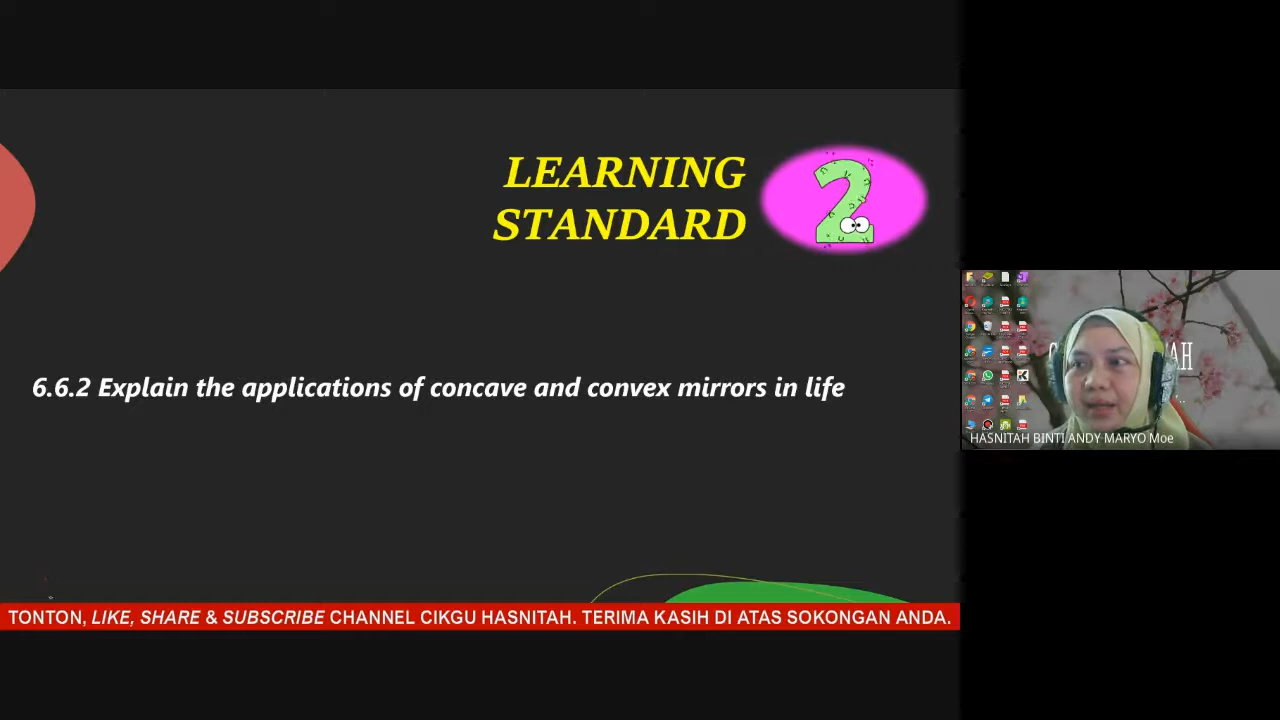 LEARNING
STANDARD
2
6.6.2 Explain the applications of concave and convex mirrors in life
HASNITAH BINTI ANDY MARYO Moe
TONTON, LIKE, SHARE & SUBSCRIBE CHANNEL CIKGU HASNITAH. TERIMA KASIH DI ATAS SOKONGAN ANDA.